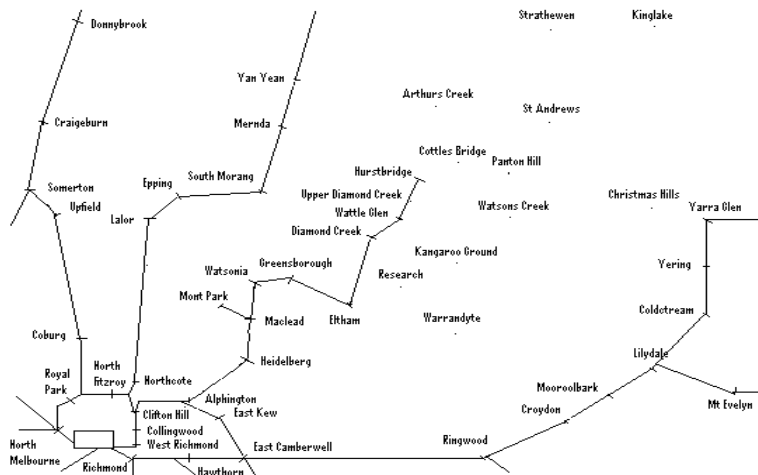 Strathewen
Kinglake
Donnybrook
Yan Yean
Arthurs Creek
St Andrews
Craigeburn
Mernda
Cottles Bridge
Panton Hill
Hurstbridge
South Morang
Epping
Somerton
Upfield
Lalor
Upper Diamond Creek
Wattle Glen
Watsons Creek
Christmas Hills
Yarra Glen
Diamond Creek
Kangaroo Ground
Greensborough
Watsonia
Research
Yering
Mont Park
Maclead
Eltham
Warrandyte
Coldctream
Coburg
Heidelberg
Lilydale
Royal
Park
North
Fitzroy
Northcote
Mooroolbark
Alphington
Mt Evelyn
Clifton Hill
East Kew
Croydon
Collingwood
West Richmond
North
Melbourne
Richmond
Hawthorn
East Camberwell
Ringwood